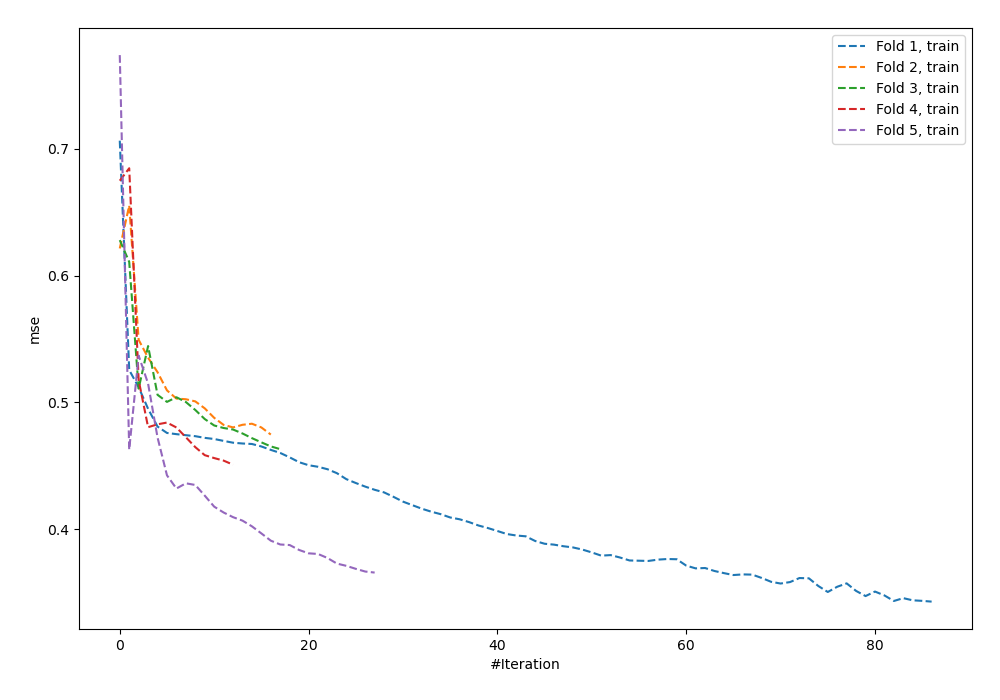 Fold 1, train
Fold 2, train
Fold 3, train
Fold 4, train
Fold 5, train
0.7
0.6
0.5
0.4
mse
0 20 40 60 80
#Iteration